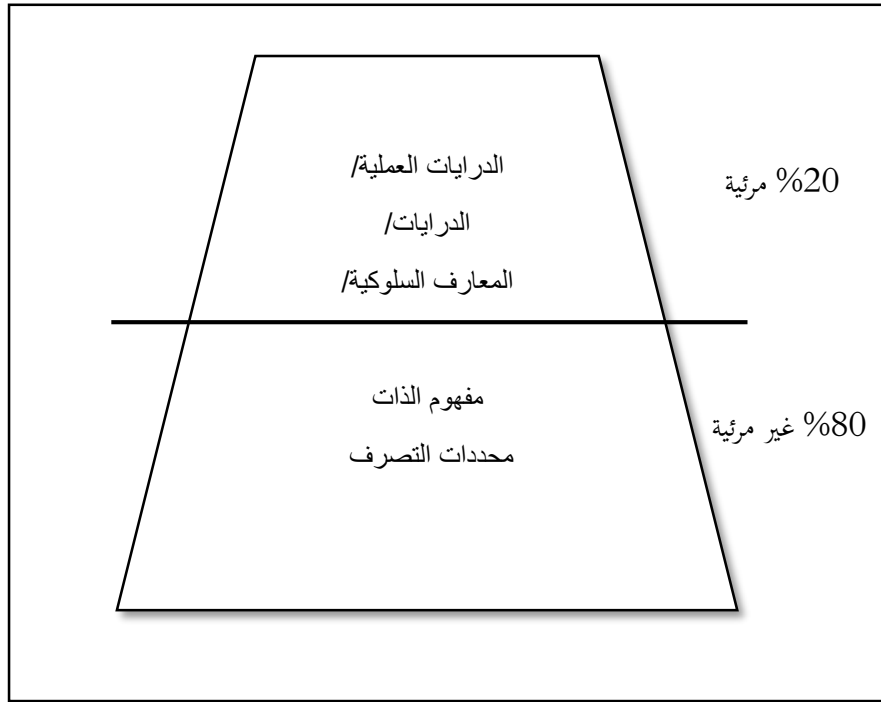 الدرايات العملية/
%20 مرئية
الدرايات/
المعارف السلوكية/
مفهوم الذات
%80 غير مرئية
محددات التصرف